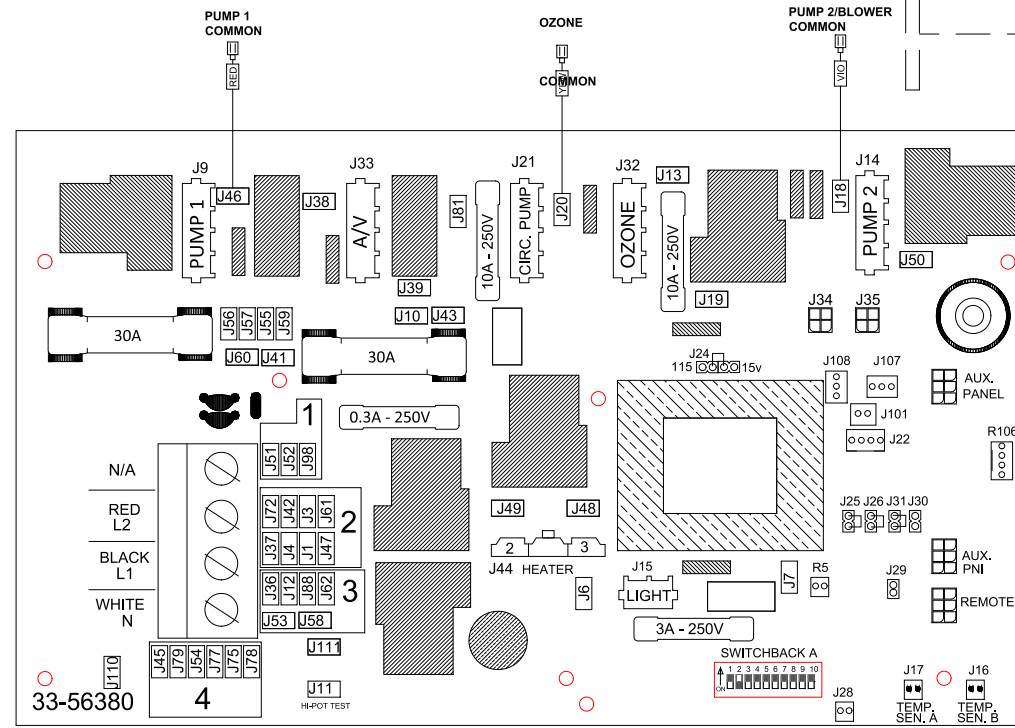 PUMP 1
COMMON
OZONE
COMMON
PUMP 2/BLOWER
COMMON
RED
VIO
J9
J33
J21
J32
J13
J14
PUMP 1
J46
J38
A/V
J81
10A - 250V
CIRC. PUMP
J20
OZONE
10A - 250V
J18
PUMP 2
J50
J39
J19
J10
J43
J34
J35
30A
J56
J57
J55
J59
J60
J41
30A
J24
115
15v
J108
J107
AUX.
PANEL
J101
J22
R106
0.3A - 250V
1
J51
J52
J98
N/A
RED
L2
BLACK
L1
WHITE
N
J72
J42
J3
J61
2
J37
J4
J1
J47
J36
J12
J88
J62
3
J53
J58
J49
J48
2
3
J44
HEATER
J25
J26
J31
J30
AUX.
PNI
J15
LIGHT
J6
J7
R5
J29
REMOTE
3A - 250V
J111
J110
J45
J79
J54
J77
J75
J78
4
J11
HI-POT TEST
33-56380
SWITCHBACK A
1 2 3 4 5 6 7 8 9 10
ON
J28
J17
TEMP.
SEN. A
J16
TEMP.
SEN. B